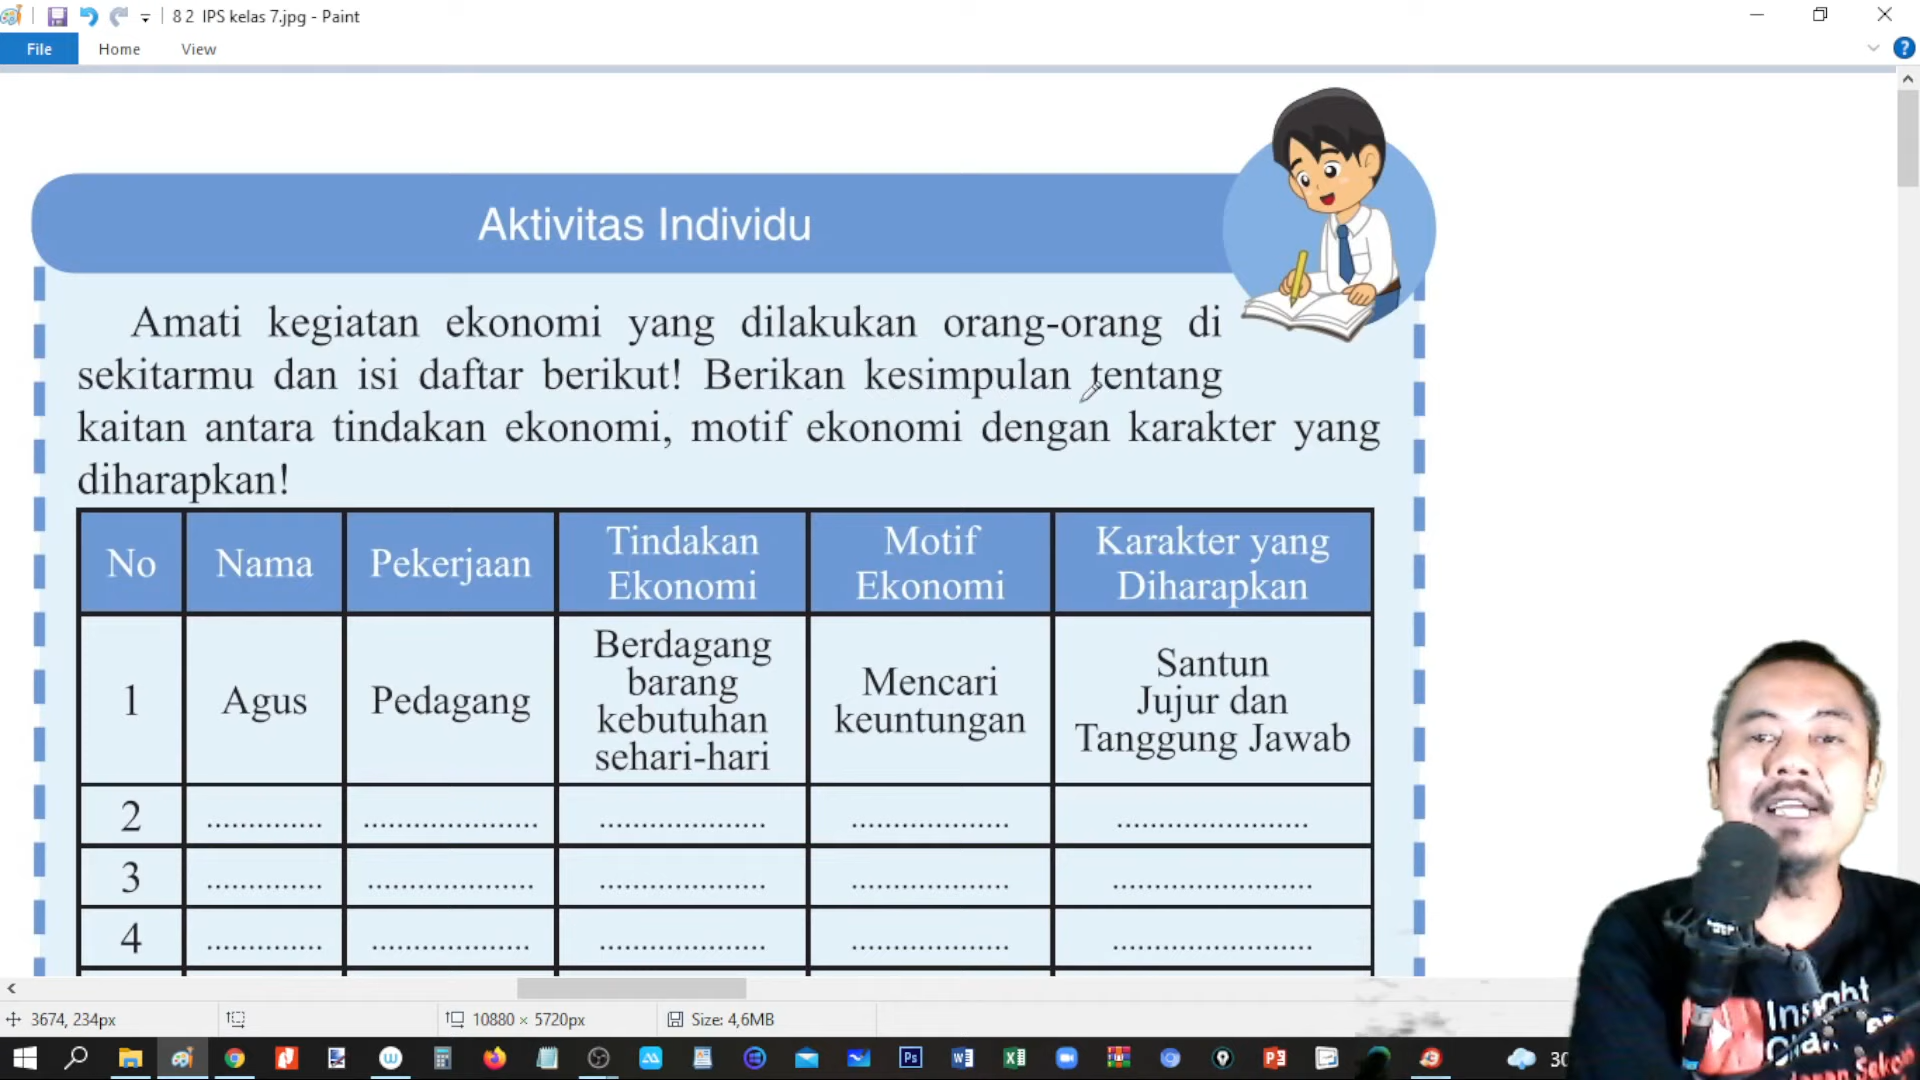 8 2 IPS kelas 7.jpg - Paint
File Home View
Aktivitas Individu
Amati kegiatan ekonomi yang dilakukan orang-orang di
sekitarmu dan isi daftar berikut! Berikan kesimpulan tentang
kaitan antara tindakan ekonomi, motif ekonomi dengan karakter yang
diharapkan!
No Nama Pekerjaan Tindakan Ekonomi Motif Ekonomi Karakter yang Diharapkan
1 Agus Pedagang Berdagang barang kebutuhan sehari-hari Mencari keuntungan Santun Jujur dan Tanggung Jawab
2 .............. ..................... .................... ................... .......................
3 .............. .................... .................... ................... ........................
4 .............. ................... .................... ................... ........................
3674, 234px 10880 × 5720px Size: 4,6MB
30